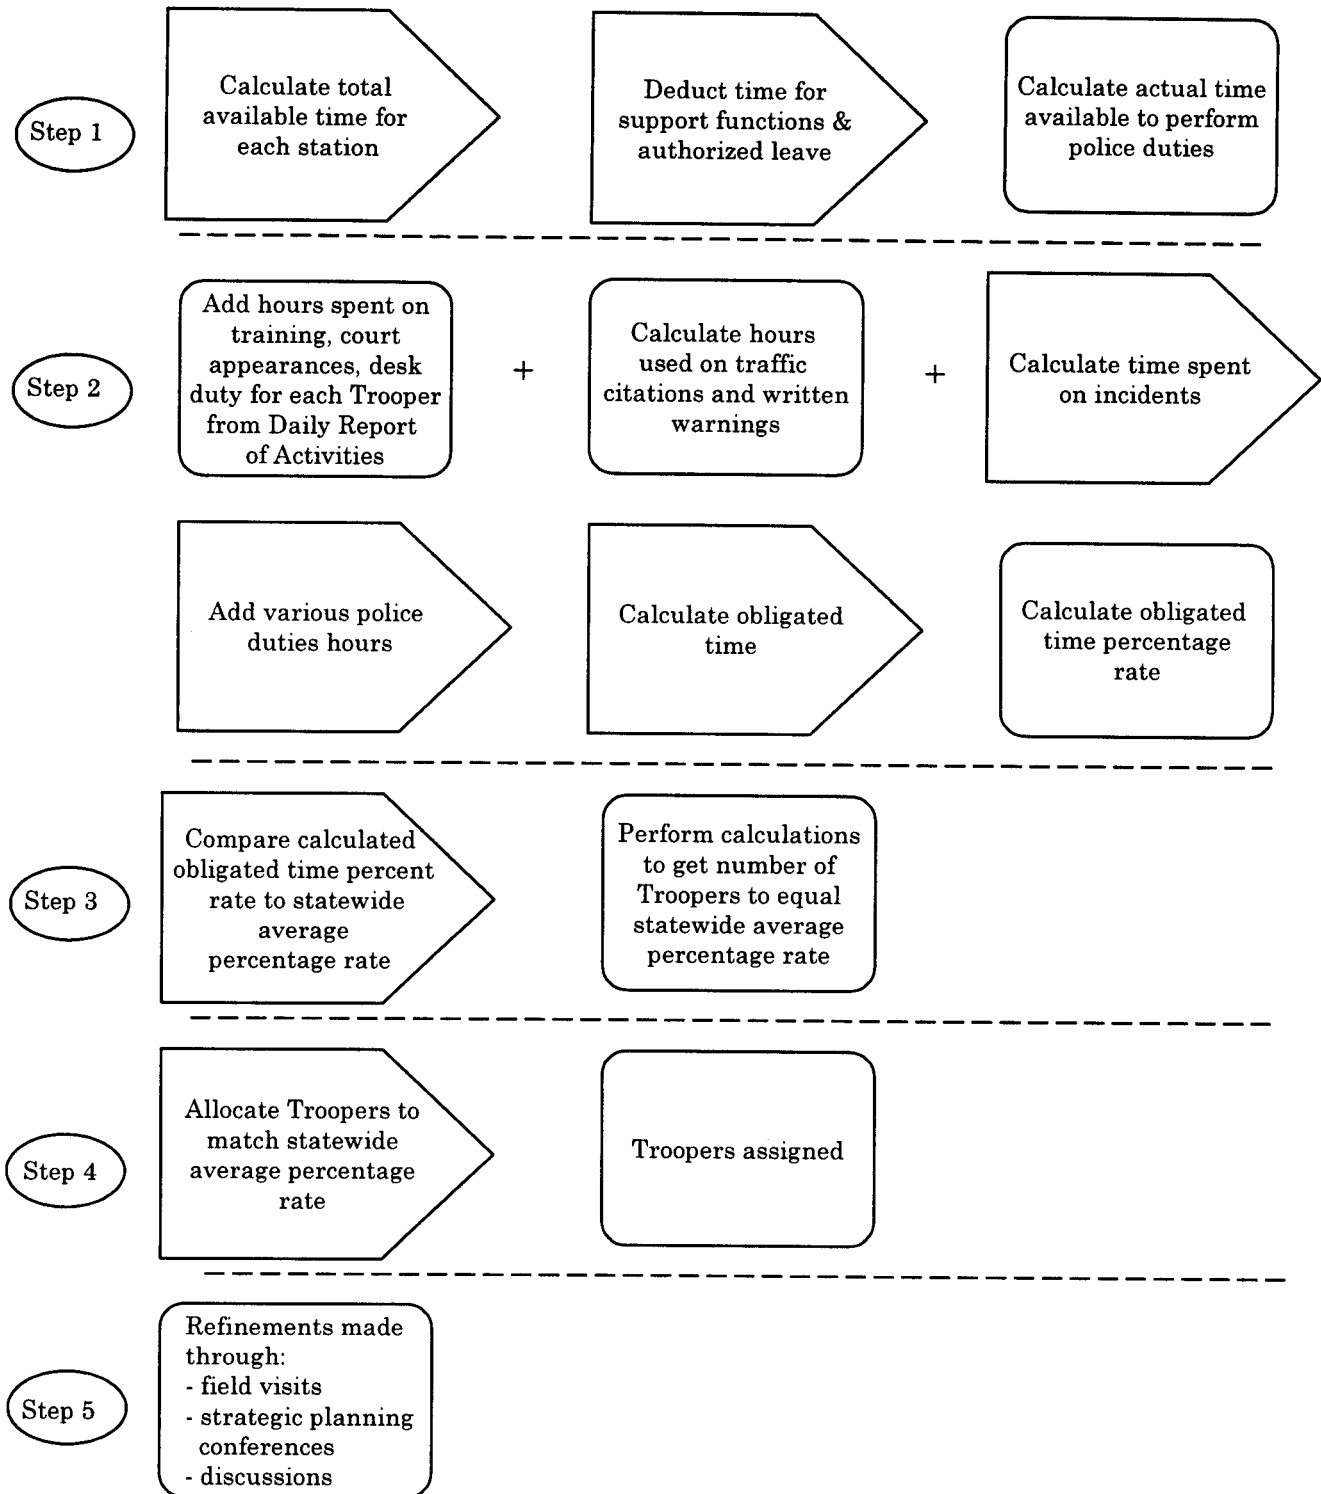 Step 1
Calculate total
available time for
each station
Deduct time for
support functions &
authorized leave
Calculate actual time
available to perform
police duties
Step 2
Add hours spent on
training, court
appearances, desk
duty for each Trooper
from Daily Report
of Activities
+
Calculate hours
used on traffic
citations and written
warnings
+
Calculate time spent
on incidents
Add various police
duties hours
Calculate obligated
time
Calculate obligated
time percentage
rate
Step 3
Compare calculated
obligated time percent
rate to statewide
average
percentage rate
Perform calculations
to get number of
Troopers to equal
statewide average
percentage rate
Step 4
Allocate Troopers to
match statewide
average percentage
rate
Troopers assigned
Step 5
Refinements made
through:
- field visits
- strategic planning
conferences
- discussions